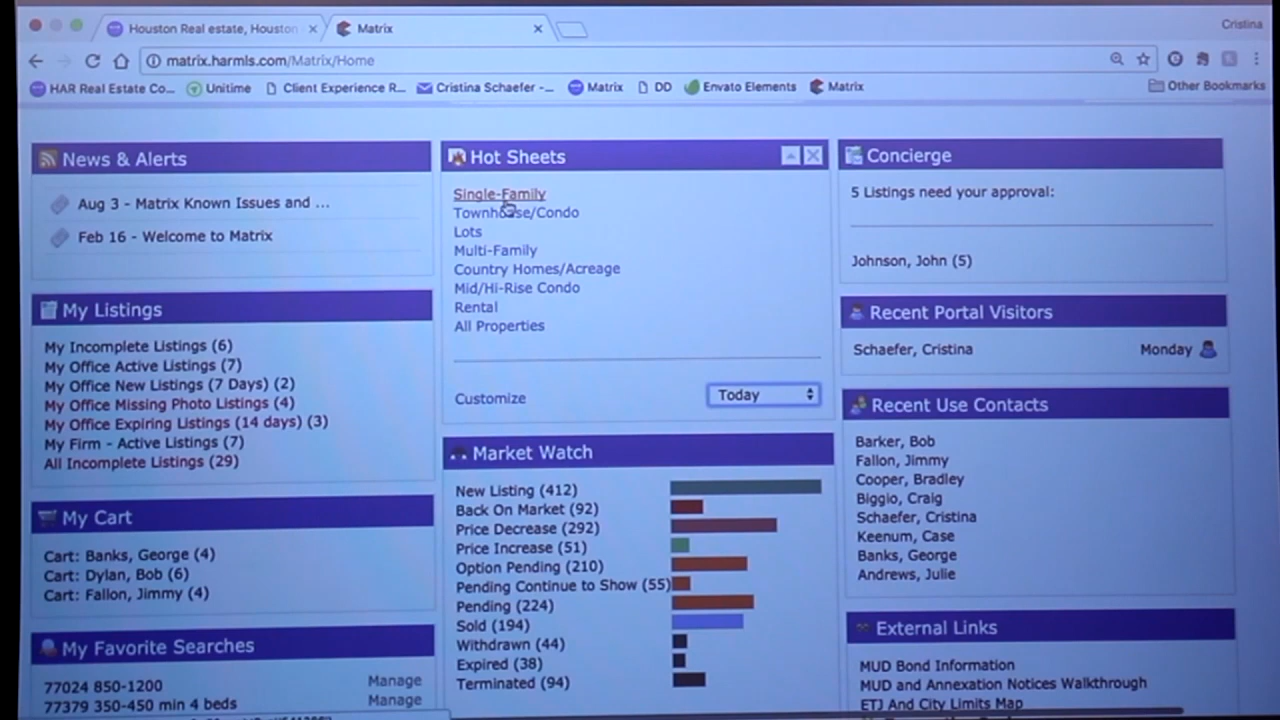 Houston Real estate, Houston
Matrix
Cristina
matrix.harmls.com/Matrix/Home
HAR Real Estate Co...
Unitime
Client Experience R...
Cristina Schaefer -...
Matrix
DD
Envato Elements
Matrix
Other Bookmarks
News & Alerts
Aug 3 - Matrix Known Issues and ...
Feb 16 - Welcome to Matrix
My Listings
My Incomplete Listings (6)
My Office Active Listings (7)
My Office New Listings (7 Days) (2)
My Office Missing Photo Listings (4)
My Office Expiring Listings (14 days) (3)
My Firm - Active Listings (7)
All Incomplete Listings (29)
My Cart
Cart: Banks, George (4)
Cart: Dylan, Bob (6)
Cart: Fallon, Jimmy (4)
My Favorite Searches
77024 850-1200 Manage
77379 350-450 min 4 beds Manage
Hot Sheets
Single-Family
Townhouse/Condo
Lots
Multi-Family
Country Homes/Acreage
Mid/Hi-Rise Condo
Rental
All Properties
Customize Today
Market Watch
New Listing (412)
Back On Market (92)
Price Decrease (292)
Price Increase (51)
Option Pending (210)
Pending Continue to Show (55)
Pending (224)
Sold (194)
Withdrawn (44)
Expired (38)
Terminated (94)
Concierge
5 Listings need your approval:
Johnson, John (5)
Recent Portal Visitors
Schaefer, Cristina Monday
Recent Use Contacts
Barker, Bob
Fallon, Jimmy
Cooper, Bradley
Biggio, Craig
Schaefer, Cristina
Keenum, Case
Banks, George
Andrews, Julie
External Links
MUD Bond Information
MUD and Annexation Notices Walkthrough
ETJ And City Limits Map